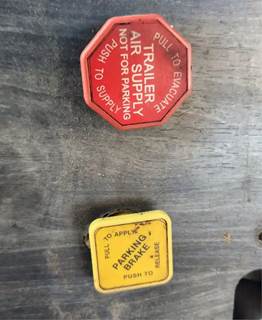 PULL TO EVACUATE
TRAILER
AIR SUPPLY
NOT FOR PARKING
PUSH TO SUPPLY
PULL TO APPLY
PARKING
BRAKE
PUSH TO RELEASE